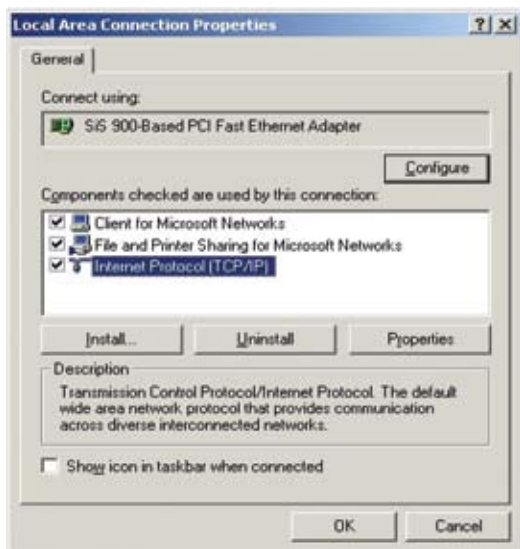 Local Area Connection Properties
General
Connect using:
SiS 900-Based PCI Fast Ethernet Adapter
Configure
Components checked are used by this connection:
Client for Microsoft Networks
File and Printer Sharing for Microsoft Networks
Internet Protocol (TCP/IP)
Install...
Uninstall
Properties
Description
Transmission Control Protocol/Internet Protocol. The default
wide area network protocol that provides communication
across diverse interconnected networks.
Show icon in taskbar when connected
OK
Cancel